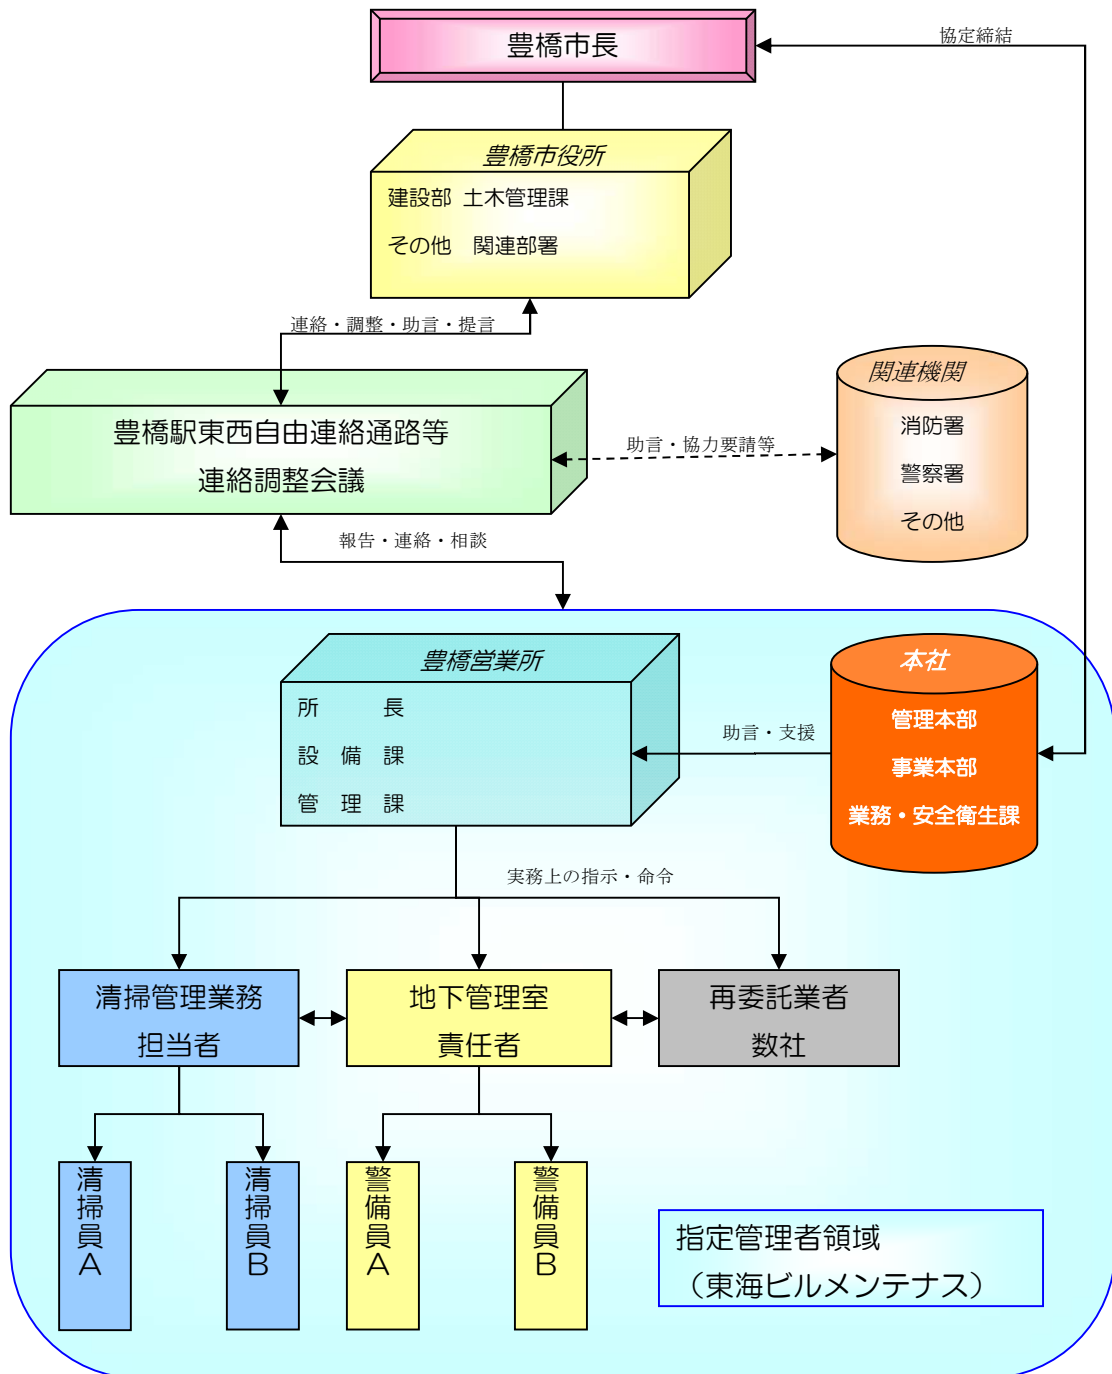 豊橋市長
協定締結
豊橋市役所
建設部 土木管理課
その他 関連部署
連絡・調整・助言・提言
豊橋駅東西自由連絡通路等
連絡調整会議
助言・協力要請等
関連機関
消防署
警察署
その他
報告・連絡・相談
豊橋営業所
所 長
設 備 課
管 理 課
助言・支援
本社
管理本部
事業本部
業務・安全衛生課
実務上の指示・命令
清掃管理業務
担当者
地下管理室
責任者
再委託業者
数社
清掃員A
清掃員B
警備員A
警備員B
指定管理者領域
（東海ビルメンテナス）